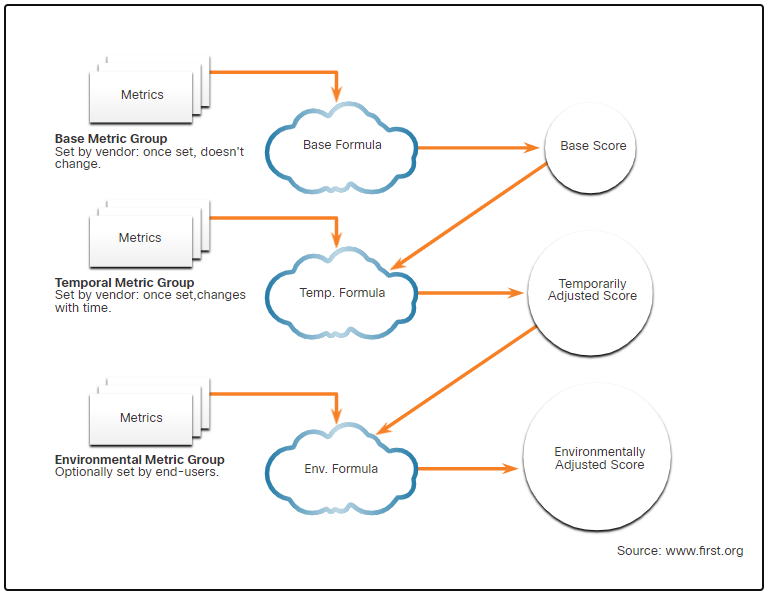 Metrics
Base Formula
Base Score
Base Metric Group
Set by vendor: once set, doesn't
change.
Metrics
Temp. Formula
Temporarily
Adjusted Score
Temporal Metric Group
Set by vendor: once set,changes
with time.
Metrics
Env. Formula
Environmentally
Adjusted Score
Environmental Metric Group
Optionally set by end-users.
Source: www.first.org